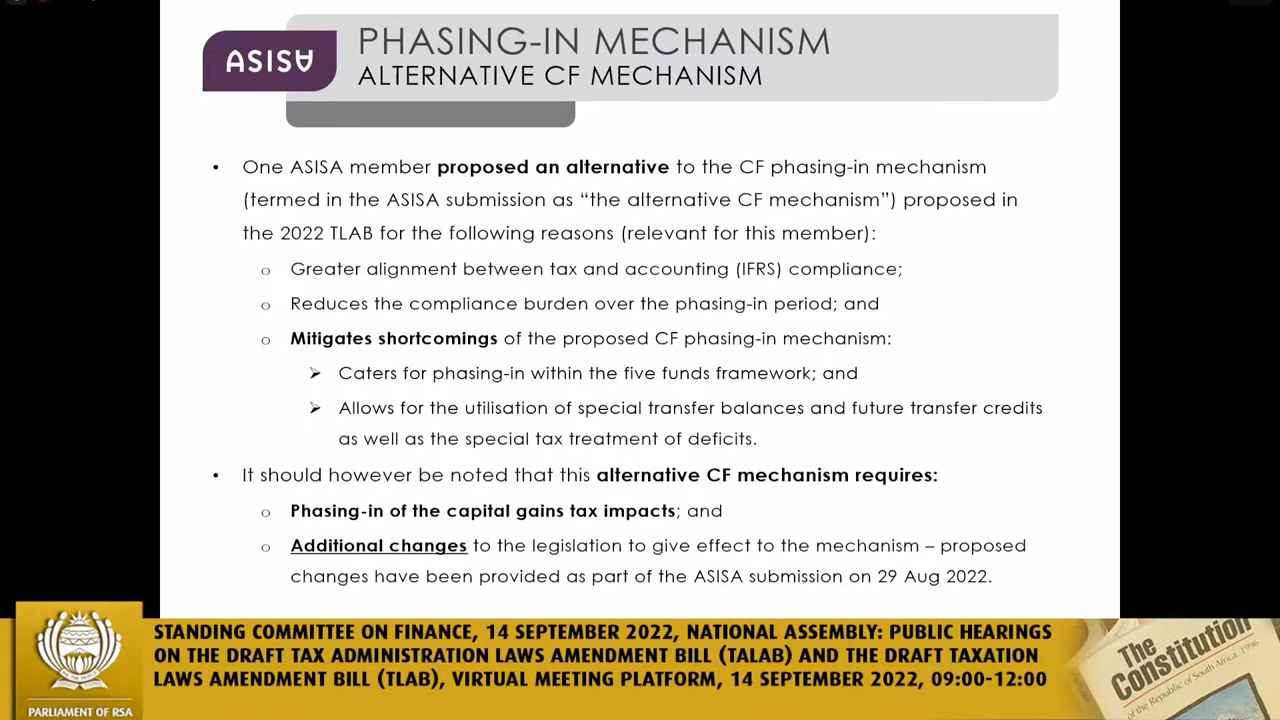 ASISA
PHASING-IN MECHANISM
ALTERNATIVE CF MECHANISM
• One ASISA member proposed an alternative to the CF phasing-in mechanism
(termed in the ASISA submission as “the alternative CF mechanism”) proposed in
the 2022 TLAB for the following reasons (relevant for this member):
o Greater alignment between tax and accounting (IFRS) compliance;
o Reduces the compliance burden over the phasing-in period; and
o Mitigates shortcomings of the proposed CF phasing-in mechanism:
➢ Caters for phasing-in within the five funds framework; and
➢ Allows for the utilisation of special transfer balances and future transfer credits
as well as the special tax treatment of deficits.
• It should however be noted that this alternative CF mechanism requires:
o Phasing-in of the capital gains tax impacts; and
o Additional changes to the legislation to give effect to the mechanism – proposed
changes have been provided as part of the ASISA submission on 29 Aug 2022.
STANDING COMMITTEE ON FINANCE, 14 SEPTEMBER 2022, NATIONAL ASSEMBLY: PUBLIC HEARINGS
ON THE DRAFT TAX ADMINISTRATION LAWS AMENDMENT BILL (TALAB) AND THE DRAFT TAXATION
LAWS AMENDMENT BILL (TLAB), VIRTUAL MEETING PLATFORM, 14 SEPTEMBER 2022, 09:00-12:00
PARLIAMENT OF RSA
The
Constitution
of the Republic of South Africa, 1996